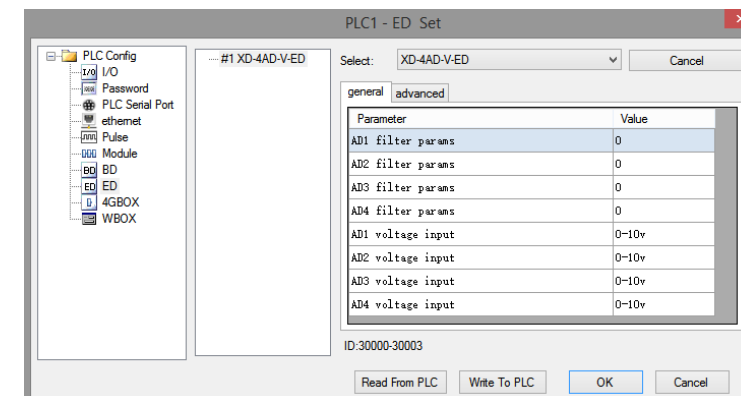 PLC1 - ED Set
PLC Config
I/O
Password
PLC Serial Port
ethernet
Pulse
Module
BD
ED
4GBOX
WBOX
#1 XD-4AD-V-ED
Select: XD-4AD-V-ED Cancel
general advanced
Parameter Value
AD1 filter params 0
AD2 filter params 0
AD3 filter params 0
AD4 filter params 0
AD1 voltage input 0-10v
AD2 voltage input 0-10v
AD3 voltage input 0-10v
AD4 voltage input 0-10v
ID:30000-30003
Read From PLC Write To PLC OK Cancel